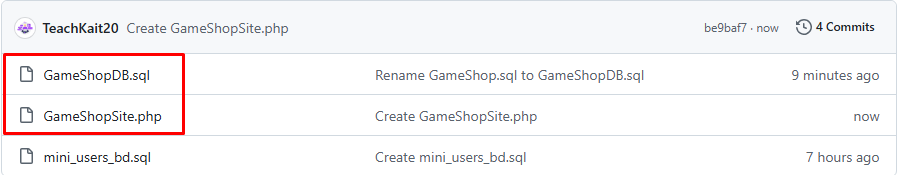 TeachKait20 Create GameShopSite.php be9baf7 · now 4 Commits
GameShopDB.sql Rename GameShop.sql to GameShopDB.sql 9 minutes ago
GameShopSite.php Create GameShopSite.php now
mini_users_bd.sql Create mini_users_bd.sql 7 hours ago